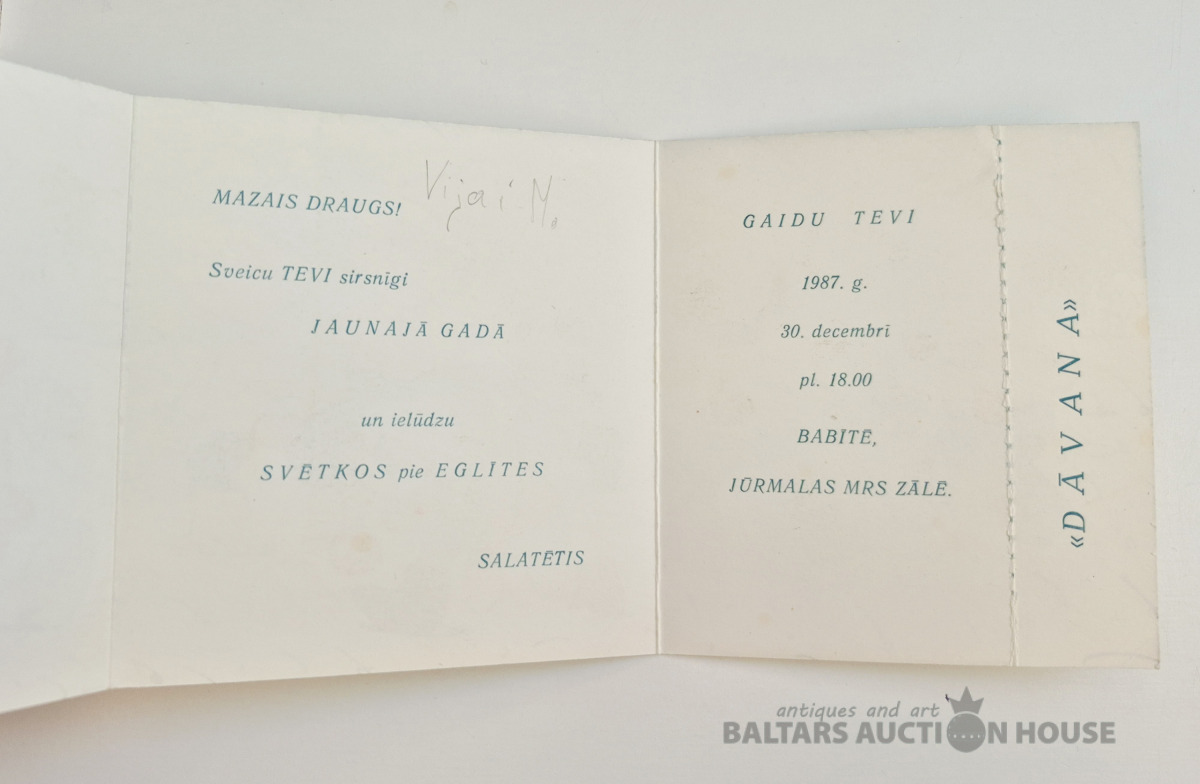 MAZAIS DRAUGS! Vijai M.
Sveicu TEVI sirsnīgi
JAUNAJĀ GADĀ
un ielūdzu
SVĒTKOS pie EGLĪTES
SALATĒTIS
GAIDU TEVI
1987. g.
30. decembrī
pl. 18.00
BABĪTĒ,
JŪRMALAS MRS ZĀLĒ.
«DĀVANA»
antiques and art
BALTARS AUCTION HOUSE